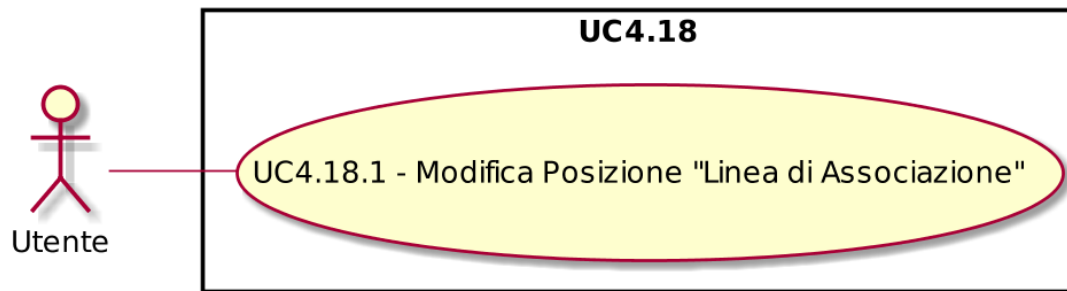 UC4.18
UC4.18.1 - Modifica Posizione "Linea di Associazione"
Utente